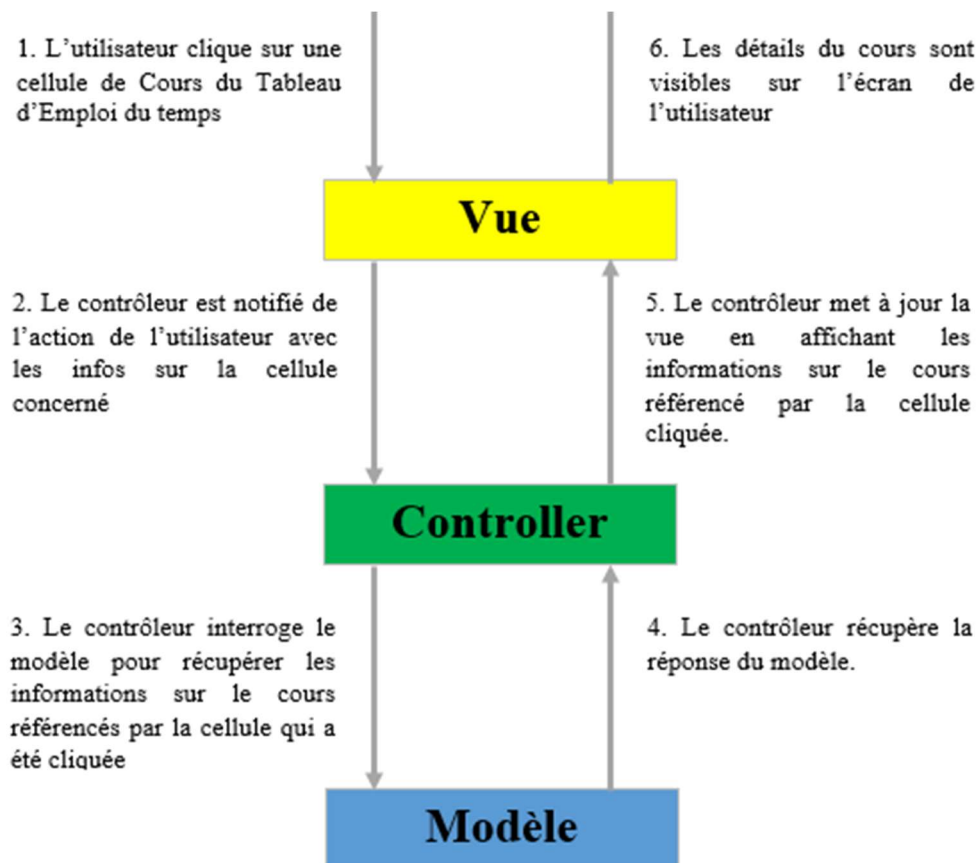 1. L’utilisateur clique sur une
cellule de Cours du Tableau
d’Emploi du temps
6. Les détails du cours sont
visibles sur l’écran de
l’utilisateur
Vue
2. Le contrôleur est notifié de
l’action de l’utilisateur avec
les infos sur la cellule
concerné
5. Le contrôleur met à jour la
vue en affichant les
informations sur le cours
référencé par la cellule
cliquée.
Controller
3. Le contrôleur interroge le
modèle pour récupérer les
informations sur le cours
référencés par la cellule qui a
été cliquée
4. Le contrôleur récupère la
réponse du modèle.
Modèle